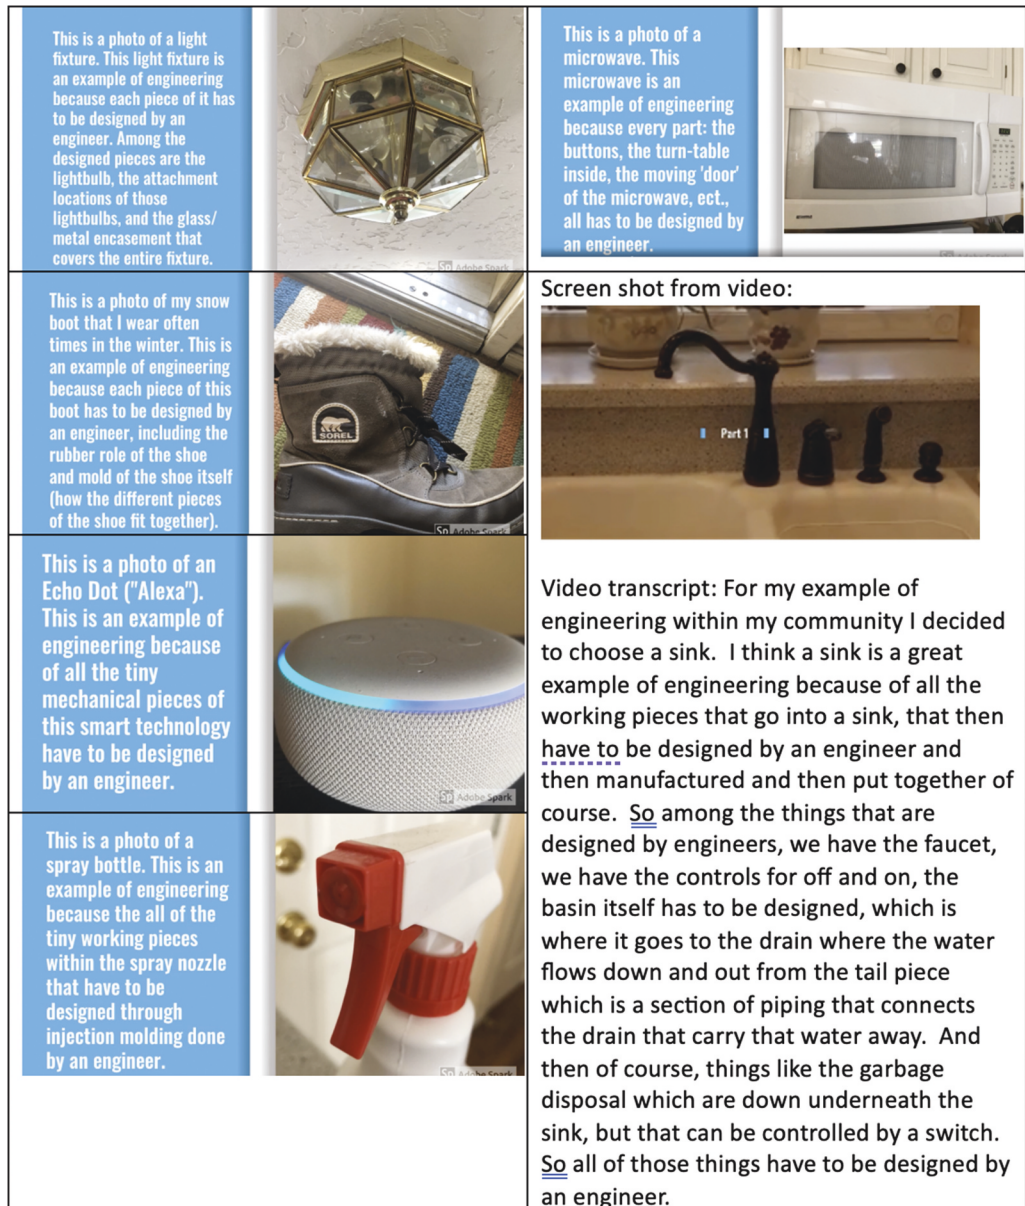 This is a photo of a light
fixture. This light fixture is
an example of engineering
because each piece of it has
to be designed by an
engineer. Among the
designed pieces are the
lightbulb, the attachment
locations of those
lightbulbs, and the glass/
metal encasement that
covers the entire fixture.
Sp Adobe Spark
This is a photo of a
microwave. This
microwave is an
example of engineering
because every part: the
buttons, the turn-table
inside, the moving 'door'
of the microwave, ect.,
all has to be designed by
an engineer.
This is a photo of my snow
boot that I wear often
times in the winter. This is
an example of engineering
because each piece of this
boot has to be designed by
an engineer, including the
rubber role of the shoe
and mold of the shoe itself
(how the different pieces
of the shoe fit together).
SOREL
Sp Adobe Spark
This is a photo of an
Echo Dot ("Alexa").
This is an example of
engineering because
of all the tiny
mechanical pieces of
this smart technology
have to be designed
by an engineer.
Sp Adobe Spark
This is a photo of a
spray bottle. This is an
example of engineering
because the all of the
tiny working pieces
within the spray nozzle
that have to be
designed through
injection molding done
by an engineer.
Sp Adobe Spark
Screen shot from video:
Part 1
Video transcript: For my example of
engineering within my community I decided
to choose a sink. I think a sink is a great
example of engineering because of all the
working pieces that go into a sink, that then
have to be designed by an engineer and
then manufactured and then put together of
course. So among the things that are
designed by engineers, we have the faucet,
we have the controls for off and on, the
basin itself has to be designed, which is
where it goes to the drain where the water
flows down and out from the tail piece
which is a section of piping that connects
the drain that carry that water away. And
then of course, things like the garbage
disposal which are down underneath the
sink, but that can be controlled by a switch.
So all of those things have to be designed by
an engineer.